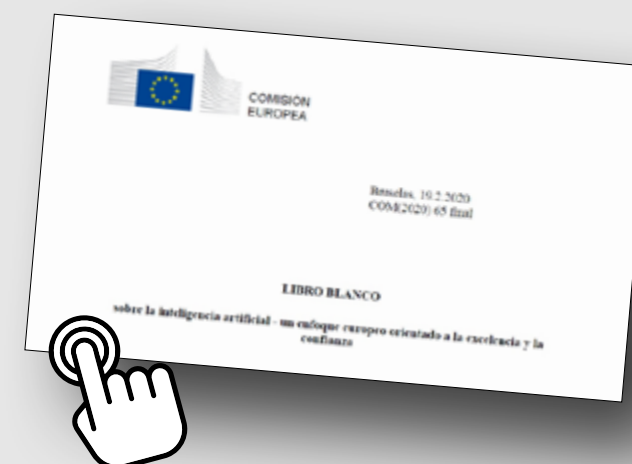 COMISIÓN
EUROPEA
Bruselas, 19.2.2020
COM(2020) 65 final
LIBRO BLANCO
sobre la inteligencia artificial - un enfoque europeo orientado a la excelencia y la
confianza